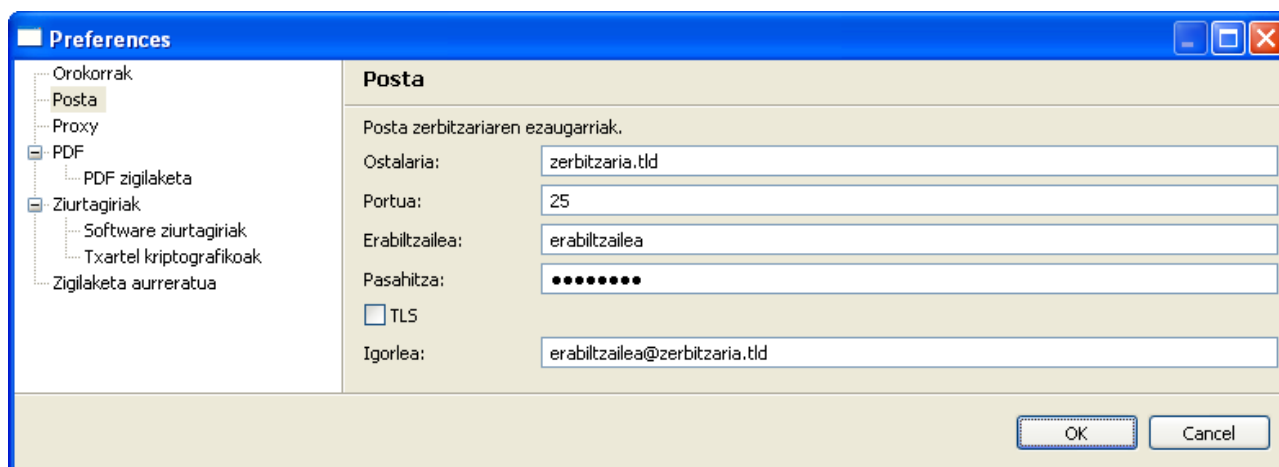 Preferences
Orokorrak
Posta
Proxy
PDF
PDF zigilaketa
Ziurtagiriak
Software ziurtagiriak
Txartel kriptografikoak
Zigilaketa aurreratua
Posta
Posta zerbitzariaren ezaugarriak.
Ostalaria: zerbitzaria.tld
Portua: 25
Erabiltzailea: erabiltzailea
Pasahitza: ●●●●●●●●
TLS
Igorlea: erabiltzailea@zerbitzaria.tld
OK Cancel